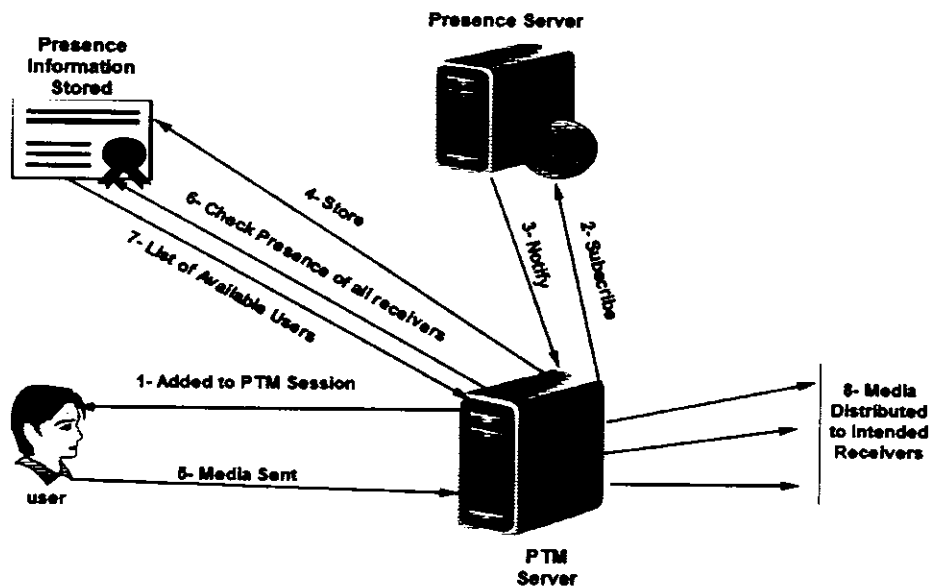 Presence Server
Presence
Information
Stored
4- Store
6- Check Presence of all receivers
7- List of Available Users
3- Notify
2- Subscribe
1- Added to PTM Session
5- Media Sent
user
8- Media
Distributed
to Intended
Receivers
PTM
Server